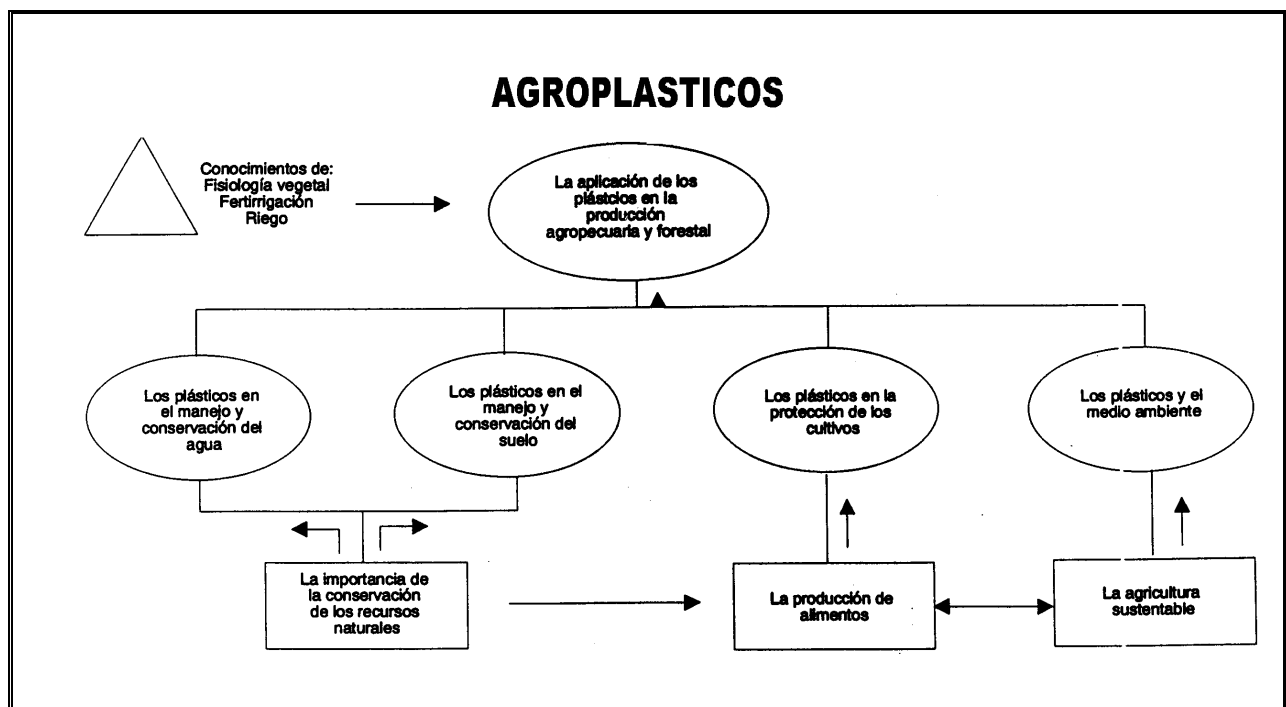 AGROPLASTICOS
Conocimientos de:
Fisiología vegetal
Fertirrigación
Riego
La aplicación de los
plástcios en la
producción
agropecuaria y forestal
Los plásticos en
el manejo y
conservación del
agua
Los plásticos en el
manejo y
conservación del
suelo
Los plásticos en la
protección de los
cultivos
Los plásticos y el
medio ambiente
La importancia de
la conservación
de los recursos
naturales
La producción de
alimentos
La agricultura
sustentable